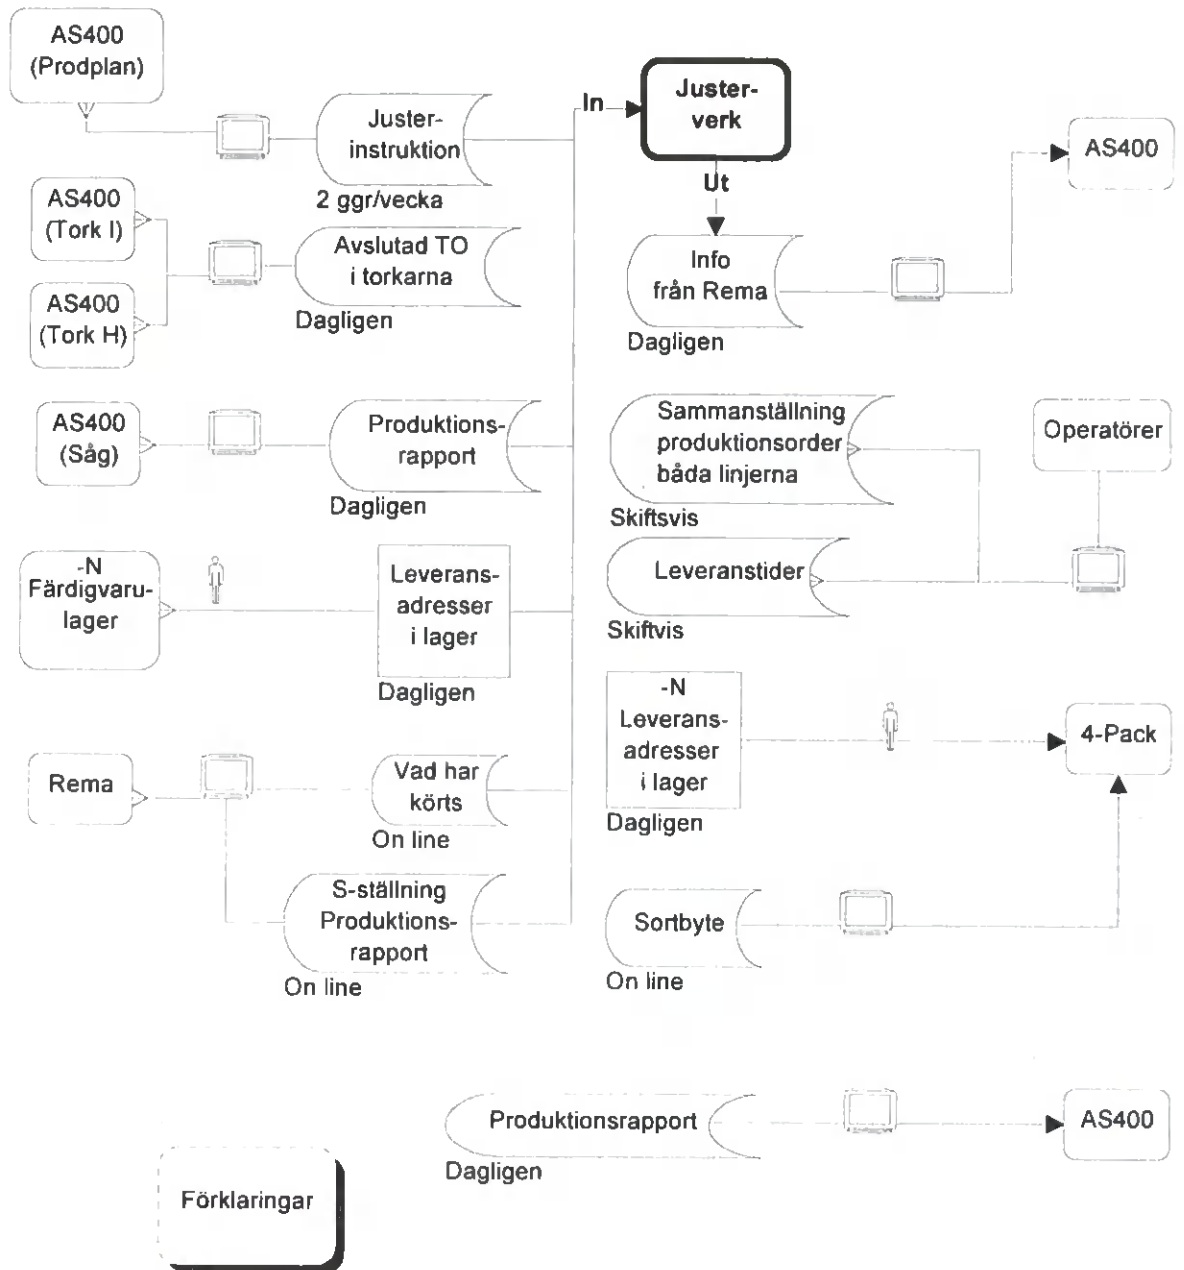 AS400
(Prodplan)
Juster-
instruktion
2 ggr/vecka
AS400
(Tork I)
AS400
(Tork H)
Avslutad TO
i torkarna
Dagligen
AS400
(Såg)
Produktions-
rapport
Dagligen
-N
Färdigvaru-
lager
Leverans-
adresser
i lager
Dagligen
Rema
Vad har
körts
On line
S-ställning
Produktions-
rapport
On line
In
Juster-
verk
Ut
Info
från Rema
Dagligen
AS400
Sammanställning
produktionsorder
båda linjerna
Skiftsvis
Operatörer
Leveranstider
Skiftvis
-N
Leverans-
adresser
i lager
Dagligen
4-Pack
Sortbyte
On line
Produktionsrapport
Dagligen
AS400
Förklaringar